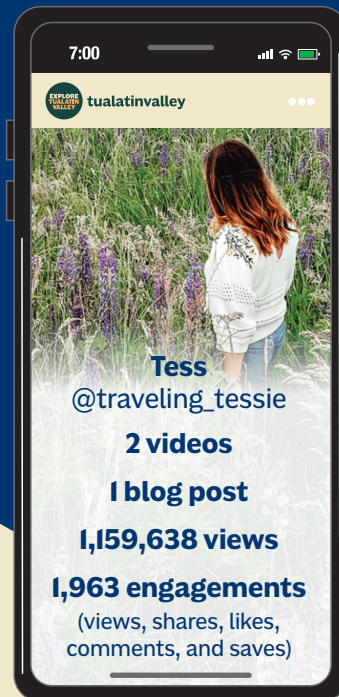 7:00
EXPLORE
TUALATIN
VALLEY
tualatinvalley
Tess
@traveling_tessie
2 videos
1 blog post
1,159,638 views
1,963 engagements
(views, shares, likes,
comments, and saves)